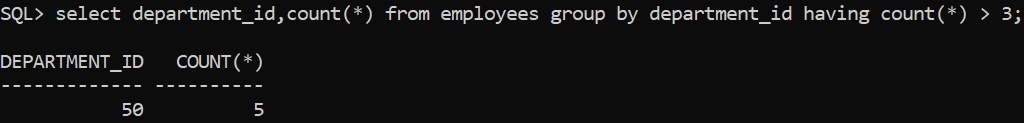 SQL> select department_id,count(*) from employees group by department_id having count(*) > 3;
DEPARTMENT_ID   COUNT(*)
------------- ----------
           50          5